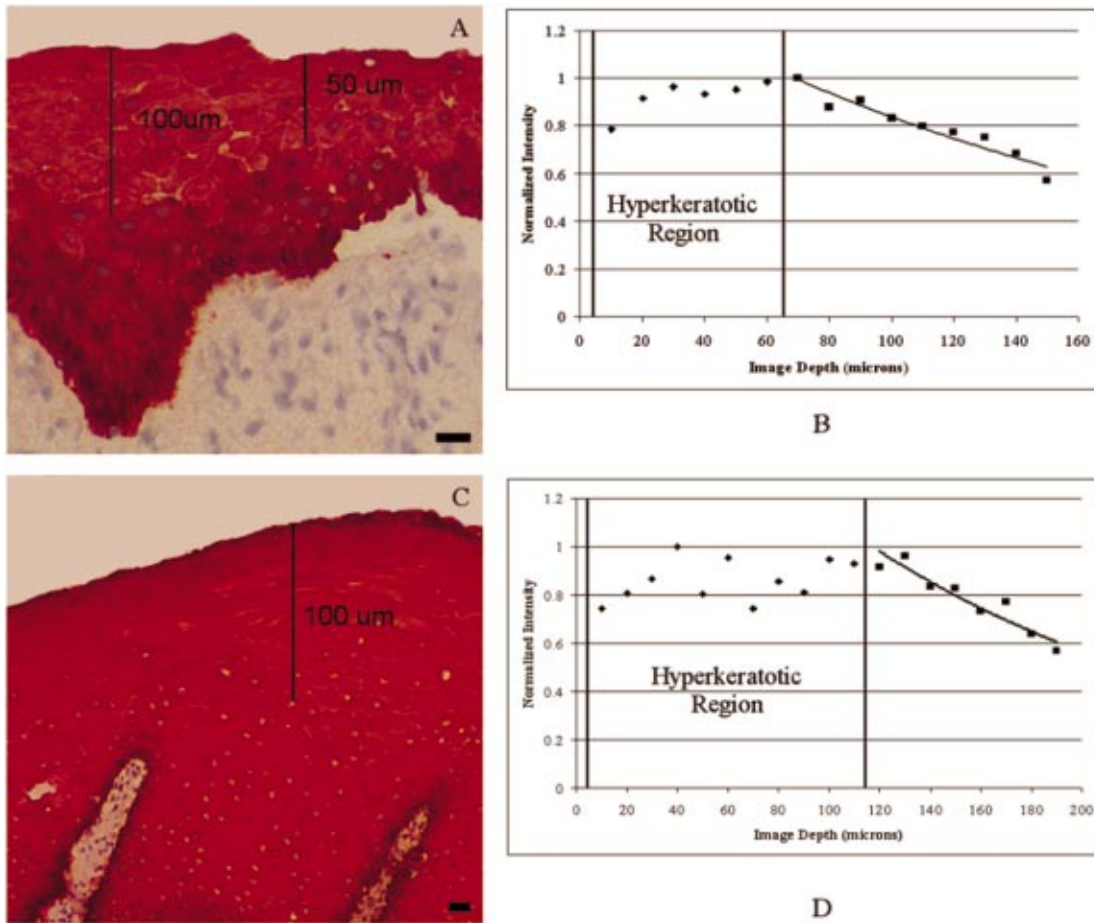 A
50 um
100um
B
1.2
1
0.8
0.6
0.4
0.2
0
Normalized Intensity
Hyperkeratotic
Region
0 20 40 60 80 100 120 140 160
Image Depth (microns)
B
C
100 um
1.2
1
0.8
0.6
0.4
0.2
0
Normalized Intensity
Hyperkeratotic
Region
0 20 40 60 80 100 120 140 160 180 200
Image Depth (microns)
D